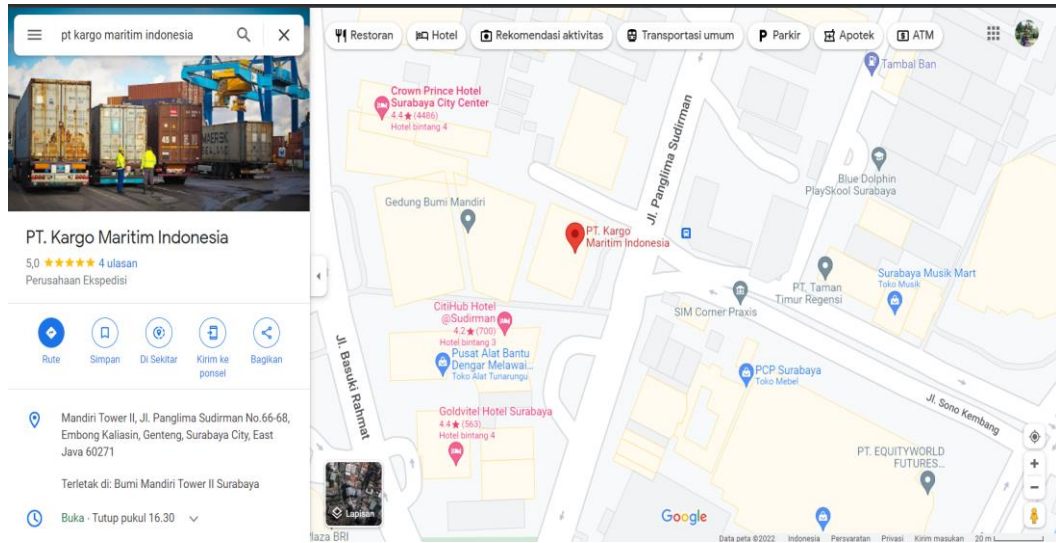 pt kargo maritim indonesia
PT. Kargo Maritim Indonesia
5,0 ★★★★★ 4 ulasan
Perusahaan Ekspedisi
Rute
Simpan
Di Sekitar
Kirim ke
ponsel
Bagikan
Mandiri Tower II, Jl. Panglima Sudirman No.66-68,
Embong Kaliasin, Genteng, Surabaya City, East
Java 60271
Terletak di: Bumi Mandiri Tower II Surabaya
Buka · Tutup pukul 16.30
Restoran
Hotel
Rekomendasi aktivitas
Transportasi umum
P Parkir
Apotek
ATM
Tambal Ban
Crown Prince Hotel
Surabaya City Center
4.4 ★ (4486)
Hotel bintang 4
Jl. Panglima Sudirman
Blue Dolphin
PlaySkool Surabaya
Gedung Bumi Mandiri
PT. Kargo
Maritim Indonesia
PT. Taman
Timur Regensi
Surabaya Musik Mart
Toko Musik
SIM Corner Praxis
CitiHub Hotel
@Sudirman
4.2 ★ (700)
Hotel bintang 3
Pusat Alat Bantu
Dengar Melawai...
Toko Alat Tunarungu
Jl. Basuki Rahmat
PCP Surabaya
Toko Mebel
Jl. Sono Kembang
Goldvitel Hotel Surabaya
4.4 ★ (563)
Hotel bintang 4
PT. EQUITYWORLD
FUTURES...
Lapisan
Google
laza BRI
Data peta ©2022 Indonesia Persyaratan Privasi Kirim masukan 20 m